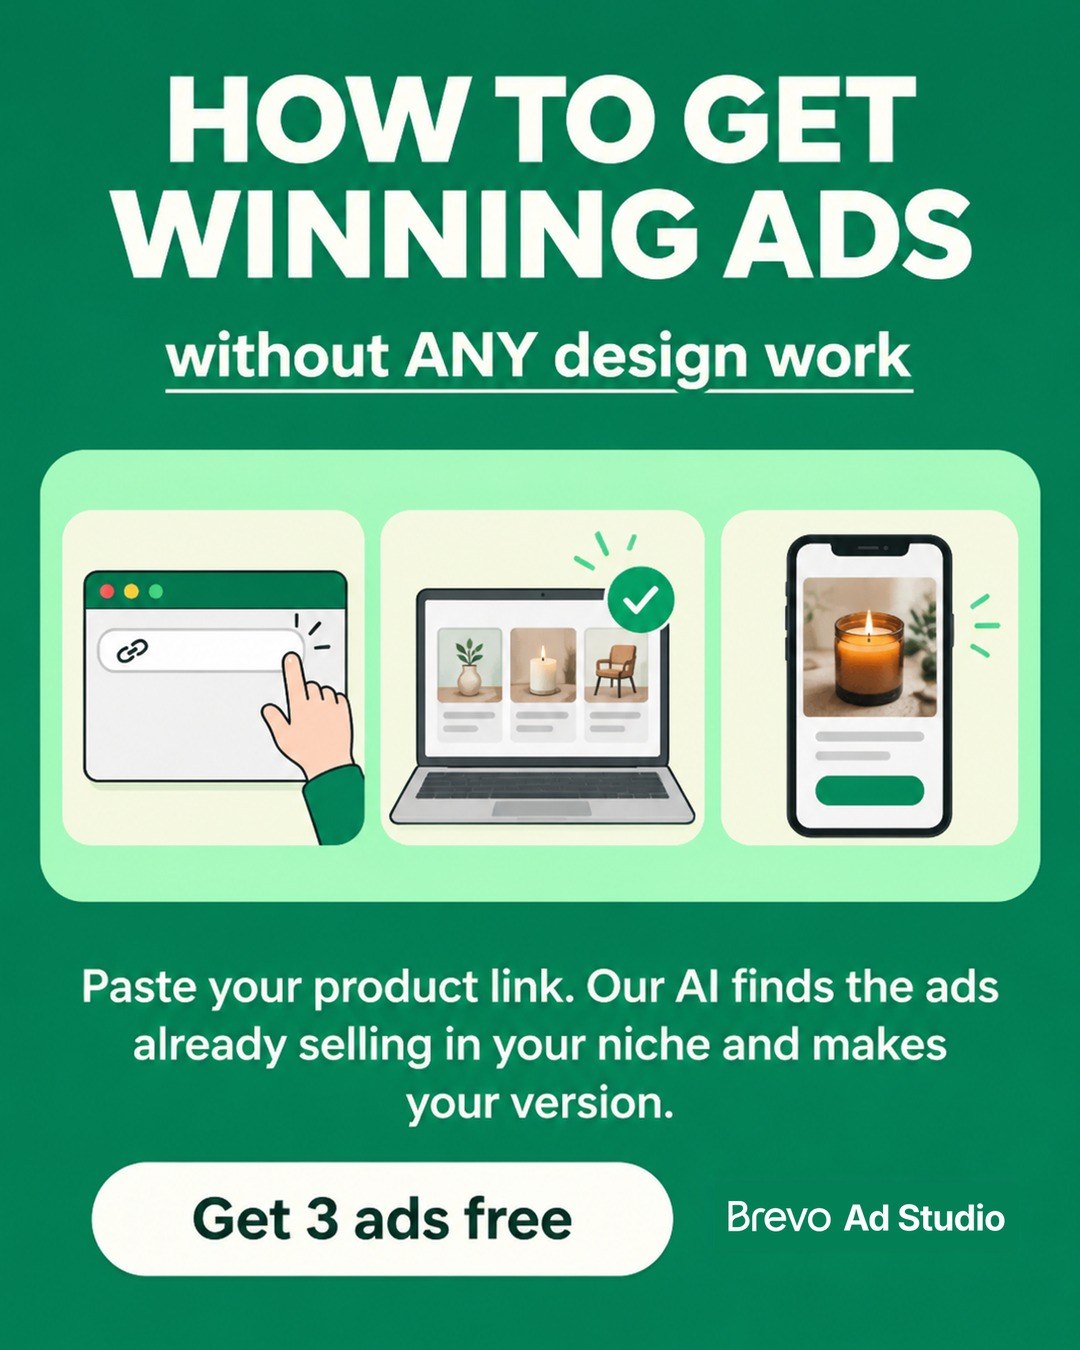 HOW TO GET
WINNING ADS
without ANY design work
Paste your product link. Our AI finds the ads
already selling in your niche and makes
your version.
Get 3 ads free
Brevo Ad Studio